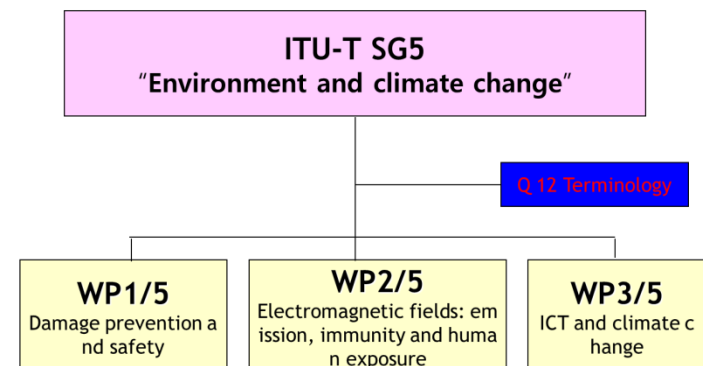 ITU-T SG5
“Environment and climate change”
Q 12 Terminology
WP1/5
Damage prevention a
nd safety
WP2/5
Electromagnetic fields: em
ission, immunity and huma
n exposure
WP3/5
ICT and climate c
hange